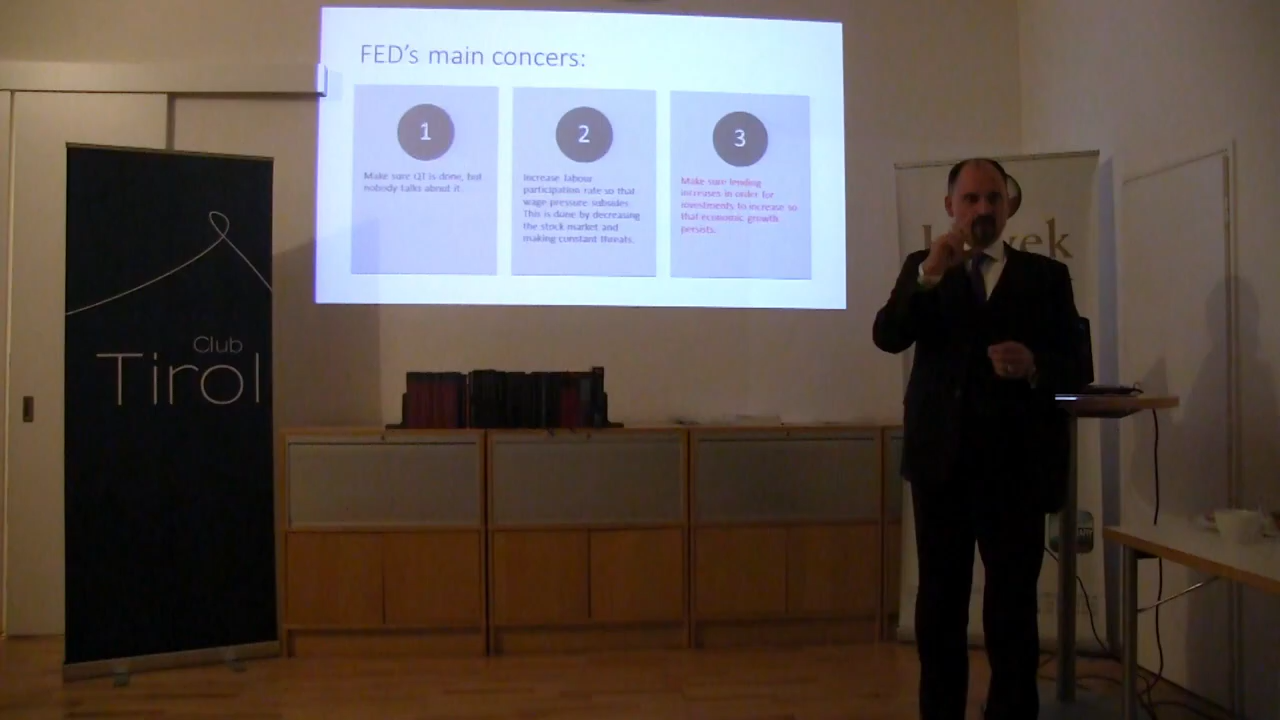 FED's main concers:
1
Make sure QT is done, but
nobody talks about it.
2
Increase labour
participation rate so that
wage pressure subsides.
This is done by decreasing
the stock market and
making constant threats.
3
Make sure lending
increases in order for
investments to increase so
that economic growth
persists.
Club
Tirol